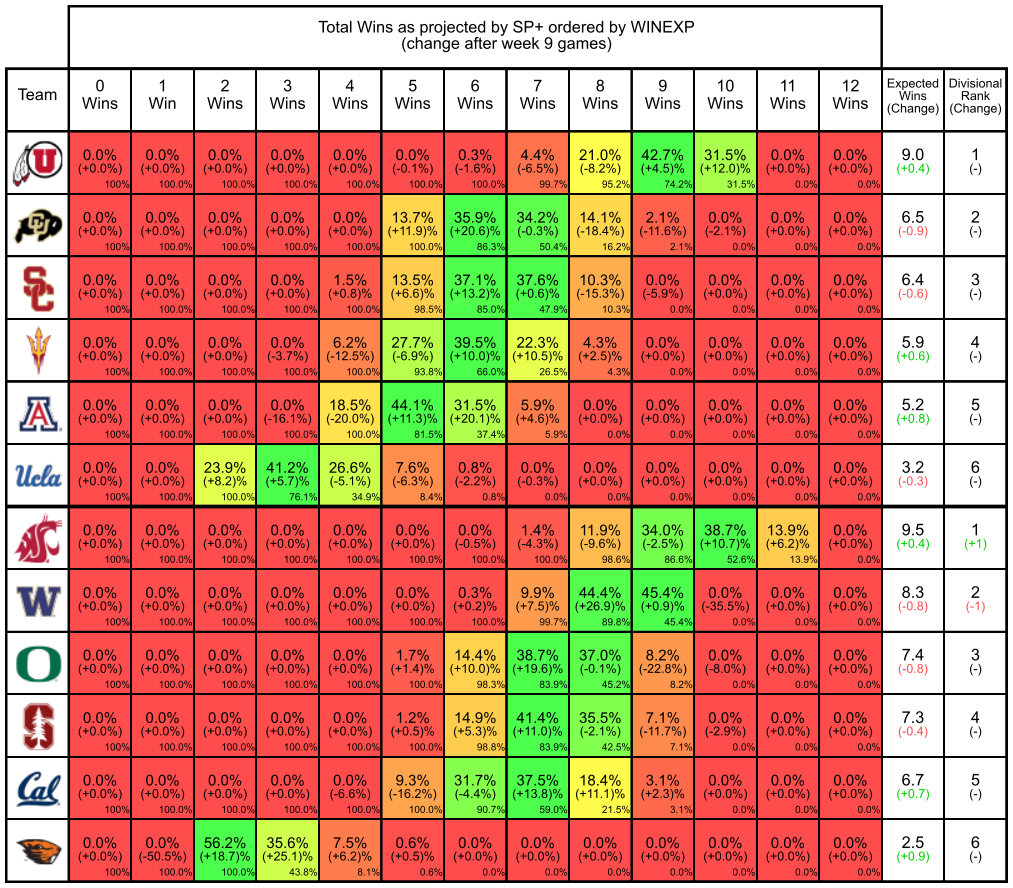 Total Wins as projected by SP+ ordered by WINEXP
(change after week 9 games)
Team 0 Wins 1 Win 2 Wins 3 Wins 4 Wins 5 Wins 6 Wins 7 Wins 8 Wins 9 Wins 10 Wins 11 Wins 12 Wins Expected Wins (Change) Divisional Rank (Change)
U 0.0% 0.0% 0.0% 0.0% 0.0% 0.0% 0.3% 4.4% 21.0% 42.7% 31.5% 0.0% 0.0% 9.0 1
(+0.0%) (+0.0%) (+0.0%) (+0.0%) (+0.0%) (-0.1%) (-1.6%) (-6.5%) (-8.2%) (+4.5)% (+12.0)% (+0.0%) (+0.0%) (+0.4) (-)
100% 100.0% 100.0% 100.0% 100.0% 100.0% 100.0% 99.7% 95.2% 74.2% 31.5% 0.0% 0.0%
CU 0.0% 0.0% 0.0% 0.0% 0.0% 13.7% 35.9% 34.2% 14.1% 2.1% 0.0% 0.0% 0.0% 6.5 2
(+0.0%) (+0.0%) (+0.0%) (+0.0%) (+0.0%) (+11.9)% (+20.6)% (-0.3%) (-18.4%) (-11.6%) (-2.1%) (+0.0%) (+0.0%) (-0.9) (-)
100% 100.0% 100.0% 100.0% 100.0% 100.0% 86.3% 50.4% 16.2% 2.1% 0.0% 0.0% 0.0%
SC 0.0% 0.0% 0.0% 0.0% 1.5% 13.5% 37.1% 37.6% 10.3% 0.0% 0.0% 0.0% 0.0% 6.4 3
(+0.0%) (+0.0%) (+0.0%) (+0.0%) (+0.8)% (+6.6)% (+13.2)% (+0.6)% (-15.3%) (-5.9%) (+0.0%) (+0.0%) (+0.0%) (-0.6) (-)
100% 100.0% 100.0% 100.0% 100.0% 98.5% 85.0% 47.9% 10.3% 0.0% 0.0% 0.0% 0.0%
0.0% 0.0% 0.0% 0.0% 6.2% 27.7% 39.5% 22.3% 4.3% 0.0% 0.0% 0.0% 0.0% 5.9 4
(+0.0%) (+0.0%) (+0.0%) (-3.7%) (-12.5%) (-6.9%) (+10.0)% (+10.5)% (+2.5)% (+0.0%) (+0.0%) (+0.0%) (+0.0%) (+0.6) (-)
100% 100.0% 100.0% 100.0% 100.0% 93.8% 66.0% 26.5% 4.3% 0.0% 0.0% 0.0% 0.0%
A 0.0% 0.0% 0.0% 0.0% 18.5% 44.1% 31.5% 5.9% 0.0% 0.0% 0.0% 0.0% 0.0% 5.2 5
(+0.0%) (+0.0%) (+0.0%) (-16.1%) (-20.0%) (+11.3)% (+20.1)% (+4.6)% (+0.0%) (+0.0%) (+0.0%) (+0.0%) (+0.0%) (+0.8) (-)
100% 100.0% 100.0% 100.0% 100.0% 81.5% 37.4% 5.9% 0.0% 0.0% 0.0% 0.0% 0.0%
Ucla 0.0% 0.0% 23.9% 41.2% 26.6% 7.6% 0.8% 0.0% 0.0% 0.0% 0.0% 0.0% 0.0% 3.2 6
(+0.0%) (+0.0%) (+8.2)% (+5.7)% (-5.1%) (-6.3%) (-2.2%) (-0.3%) (+0.0%) (+0.0%) (+0.0%) (+0.0%) (+0.0%) (-0.3) (-)
100% 100.0% 100.0% 76.1% 34.9% 8.4% 0.8% 0.0% 0.0% 0.0% 0.0% 0.0% 0.0%
0.0% 0.0% 0.0% 0.0% 0.0% 0.0% 0.0% 1.4% 11.9% 34.0% 38.7% 13.9% 0.0% 9.5 1
(+0.0%) (+0.0%) (+0.0%) (+0.0%) (+0.0%) (+0.0%) (-0.5%) (-4.3%) (-9.6%) (-2.5%) (+10.7)% (+6.2)% (+0.0%) (+0.4) (+1)
100% 100.0% 100.0% 100.0% 100.0% 100.0% 100.0% 100.0% 98.6% 86.6% 52.6% 13.9% 0.0%
W 0.0% 0.0% 0.0% 0.0% 0.0% 0.0% 0.3% 9.9% 44.4% 45.4% 0.0% 0.0% 0.0% 8.3 2
(+0.0%) (+0.0%) (+0.0%) (+0.0%) (+0.0%) (+0.0%) (+0.2)% (+7.5)% (+26.9)% (+0.9)% (-35.5%) (+0.0%) (+0.0%) (-0.8) (-1)
100% 100.0% 100.0% 100.0% 100.0% 100.0% 100.0% 99.7% 89.8% 45.4% 0.0% 0.0% 0.0%
O 0.0% 0.0% 0.0% 0.0% 0.0% 1.7% 14.4% 38.7% 37.0% 8.2% 0.0% 0.0% 0.0% 7.4 3
(+0.0%) (+0.0%) (+0.0%) (+0.0%) (+0.0%) (+1.4)% (+10.0)% (+19.6)% (-0.1%) (-22.8%) (-8.0%) (+0.0%) (+0.0%) (-0.8) (-)
100% 100.0% 100.0% 100.0% 100.0% 100.0% 98.3% 83.9% 45.2% 8.2% 0.0% 0.0% 0.0%
S 0.0% 0.0% 0.0% 0.0% 0.0% 1.2% 14.9% 41.4% 35.5% 7.1% 0.0% 0.0% 0.0% 7.3 4
(+0.0%) (+0.0%) (+0.0%) (+0.0%) (+0.0%) (+0.5)% (+5.3)% (+11.0)% (-2.1%) (-11.7%) (-2.9%) (+0.0%) (+0.0%) (-0.4) (-)
100% 100.0% 100.0% 100.0% 100.0% 100.0% 98.8% 83.9% 42.5% 7.1% 0.0% 0.0% 0.0%
Cal 0.0% 0.0% 0.0% 0.0% 0.0% 9.3% 31.7% 37.5% 18.4% 3.1% 0.0% 0.0% 0.0% 6.7 5
(+0.0%) (+0.0%) (+0.0%) (+0.0%) (-6.6%) (-16.2%) (-4.4%) (+13.8)% (+11.1)% (+2.3)% (+0.0%) (+0.0%) (+0.0%) (+0.7) (-)
100% 100.0% 100.0% 100.0% 100.0% 100.0% 90.7% 59.0% 21.5% 3.1% 0.0% 0.0% 0.0%
0.0% 0.0% 56.2% 35.6% 7.5% 0.6% 0.0% 0.0% 0.0% 0.0% 0.0% 0.0% 0.0% 2.5 6
(+0.0%) (-50.5%) (+18.7)% (+25.1)% (+6.2)% (+0.5)% (+0.0%) (+0.0%) (+0.0%) (+0.0%) (+0.0%) (+0.0%) (+0.0%) (+0.9) (-)
100% 100.0% 100.0% 43.8% 8.1% 0.6% 0.0% 0.0% 0.0% 0.0% 0.0% 0.0% 0.0%